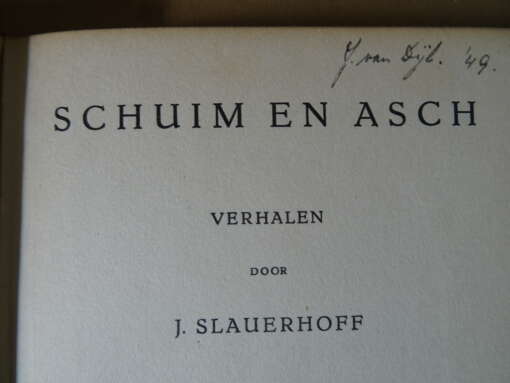 J. van Dijk. '49.
SCHUIM EN ASCH
VERHALEN
DOOR
J. SLAUERHOFF